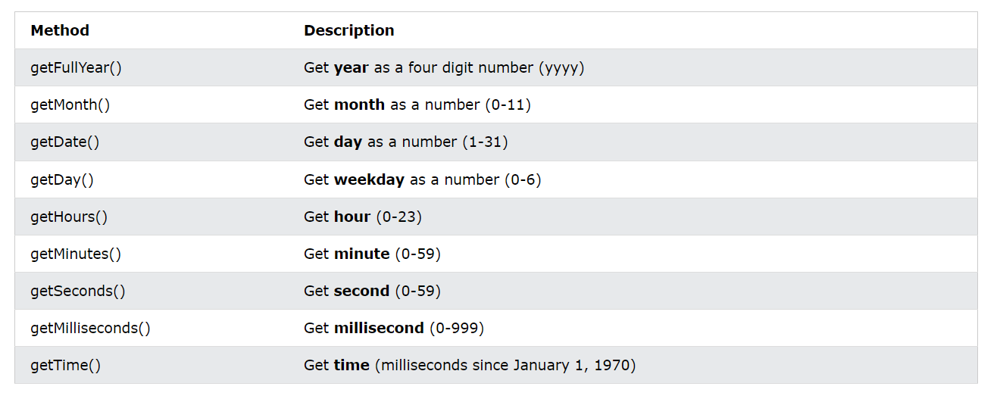 Method Description
getFullYear() Get year as a four digit number (yyyy)
getMonth() Get month as a number (0-11)
getDate() Get day as a number (1-31)
getDay() Get weekday as a number (0-6)
getHours() Get hour (0-23)
getMinutes() Get minute (0-59)
getSeconds() Get second (0-59)
getMilliseconds() Get millisecond (0-999)
getTime() Get time (milliseconds since January 1, 1970)